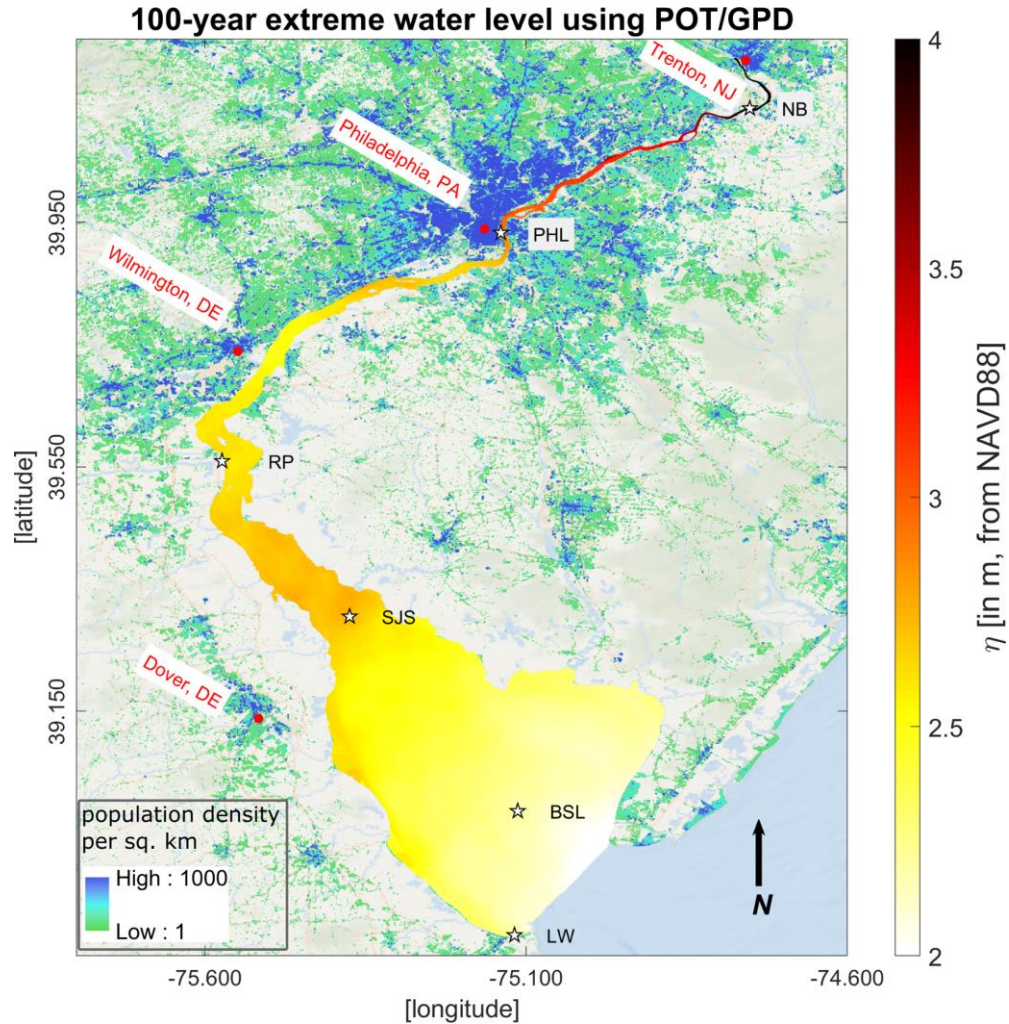 100-year extreme water level using POT/GPD
Trenton, NJ
NB
Philadelphia, PA
PHL
Wilmington, DE
RP
SJS
Dover, DE
BSL
LW
N
population density
per sq. km
High : 1000
Low : 1
39.950
39.550
39.150
[latitude]
-75.600
-75.100
-74.600
[longitude]
4
3.5
3
2.5
2
η [in m, from NAVD88]